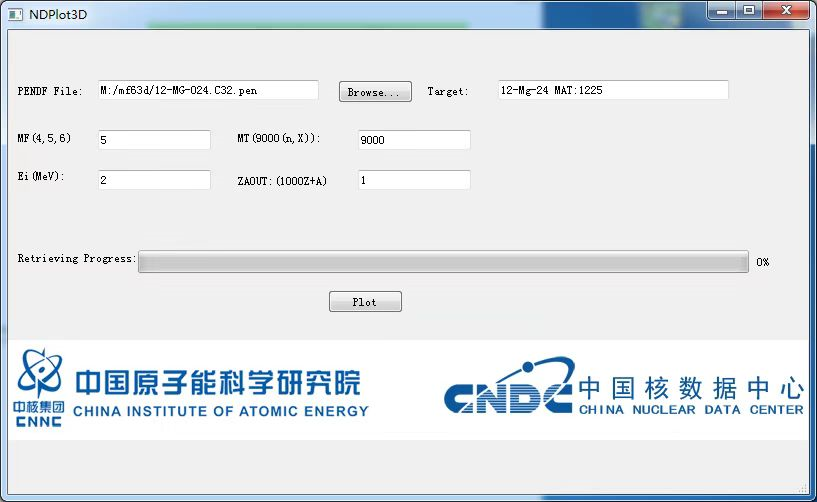 NDPlot3D
PENDF File: M:/mf63d/12-MG-024.C32.pen Browse... Target: 12-Mg-24 MAT:1225
MF(4,5,6) 5 MT(9000(n,X)): 9000
Ei(MeV): 2 ZAOUT:(1000Z+A) 1
Retrieving Progress: 0%
Plot
中核集团
CNNC
中国原子能科学研究院
CHINA INSTITUTE OF ATOMIC ENERGY
CNDC
中国核数据中心
CHINA NUCLEAR DATA CENTER